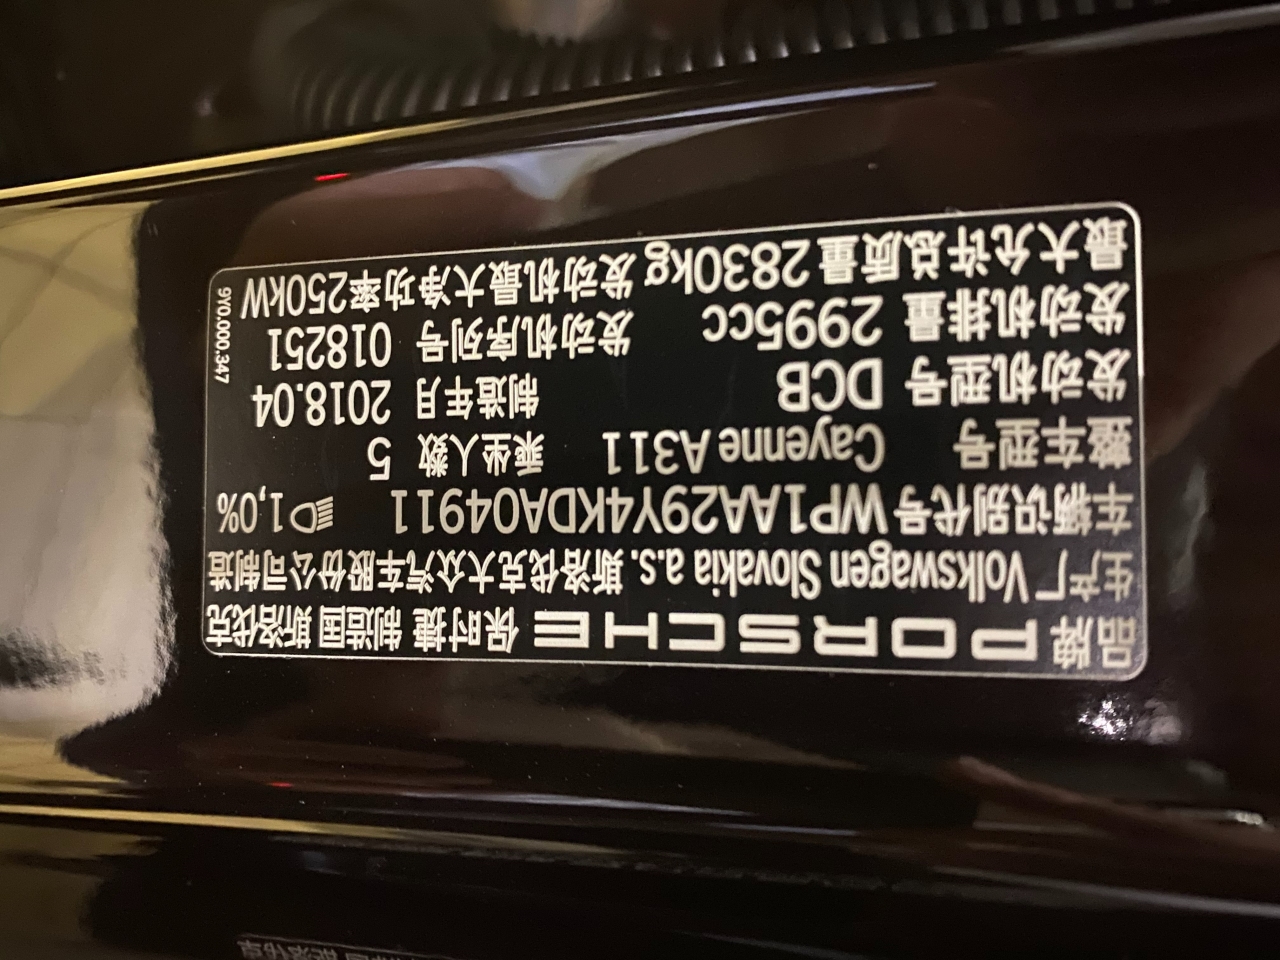 品牌 PORSCHE 保时捷 制造国斯洛伐克
生产厂 Volkswagen Slovakia a.s. 斯洛伐克大众汽车股份公司制造
车辆识别代号 WP1AA29Y4KDA04911 1,0%
整车型号 Cayenne A311 乘坐人数 5
发动机型号 DCB 制造年月 2018.04
发动机排量 2995cc 发动机序列号 018251
最大允许总质量 2830kg 发动机最大净功率250kW
9Y0.000.347